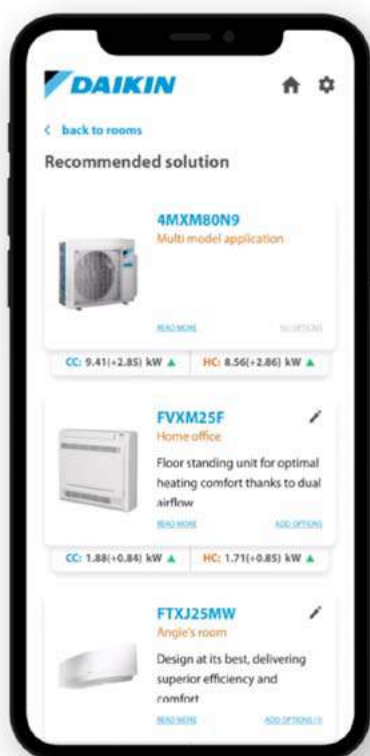 DAIKIN
< back to rooms
Recommended solution
4MXM80N9
Multi model application
READ MORE
NO OPTIONS
CC: 9.41(+2.85) kW ▲ HC: 8.56(+2.86) kW ▲
FVXM25F
Home office
Floor standing unit for optimal
heating comfort thanks to dual
airflow
READ MORE
ADD OPTIONS
CC: 1.88(+0.84) kW ▲ HC: 1.71(+0.85) kW ▲
FTXJ25MW
Angie's room
Design at its best, delivering
superior efficiency and
comfort
READ MORE